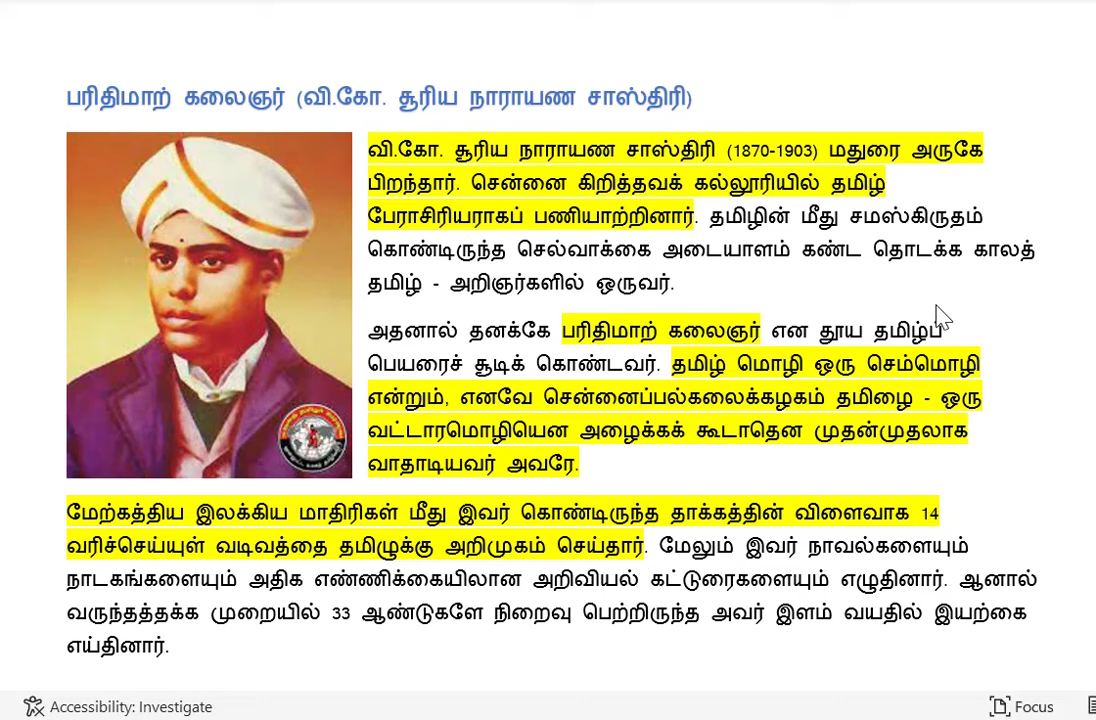 பரிதிமாற் கலைஞர் (வி.கோ. சூரிய நாராயண சாஸ்திரி)
வி.கோ. சூரிய நாராயண சாஸ்திரி (1870-1903) மதுரை அருகே
பிறந்தார். சென்னை கிறித்தவக் கல்லூரியில் தமிழ்
பேராசிரியராகப் பணியாற்றினார். தமிழின் மீது சமஸ்கிருதம்
கொண்டிருந்த செல்வாக்கை அடையாளம் கண்ட தொடக்க காலத்
தமிழ் - அறிஞர்களில் ஒருவர்.
அதனால் தனக்கே பரிதிமாற் கலைஞர் என தூய தமிழ்ப்
பெயரைச் சூடிக் கொண்டவர். தமிழ் மொழி ஒரு செம்மொழி
என்றும், எனவே சென்னைப்பல்கலைக்கழகம் தமிழை - ஒரு
வட்டாரமொழியென அழைக்கக் கூடாதென முதன்முதலாக
வாதாடியவர் அவரே.
மேற்கத்திய இலக்கிய மாதிரிகள் மீது இவர் கொண்டிருந்த தாக்கத்தின் விளைவாக 14
வரிச்செய்யுள் வடிவத்தை தமிழுக்கு அறிமுகம் செய்தார். மேலும் இவர் நாவல்களையும்
நாடகங்களையும் அதிக எண்ணிக்கையிலான அறிவியல் கட்டுரைகளையும் எழுதினார். ஆனால்
வருந்தத்தக்க முறையில் 33 ஆண்டுகளே நிறைவு பெற்றிருந்த அவர் இளம் வயதில் இயற்கை
எய்தினார்.
Accessibility: Investigate
Focus